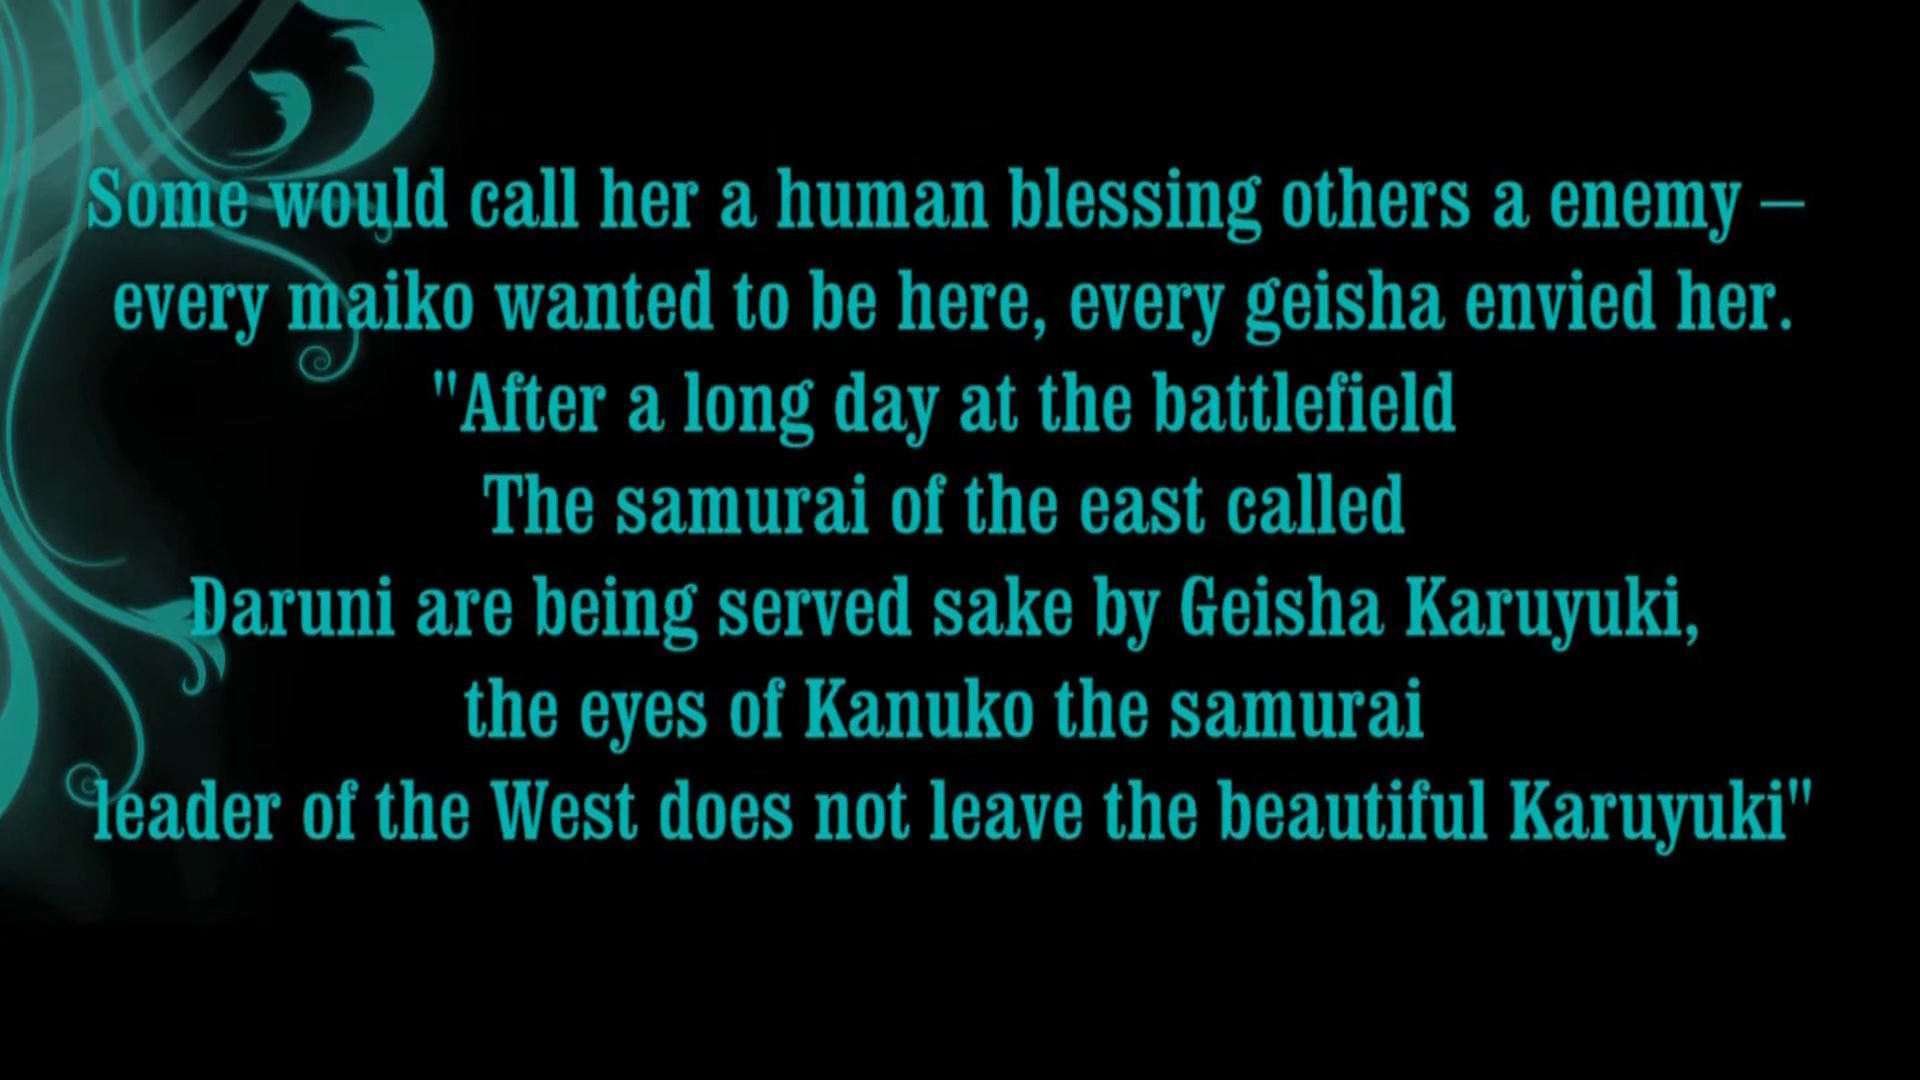 Some would call her a human blessing others a enemy –
every maiko wanted to be here, every geisha envied her.
"After a long day at the battlefield
The samurai of the east called
Daruni are being served sake by Geisha Karuyuki,
the eyes of Kanuko the samurai
leader of the West does not leave the beautiful Karuyuki"